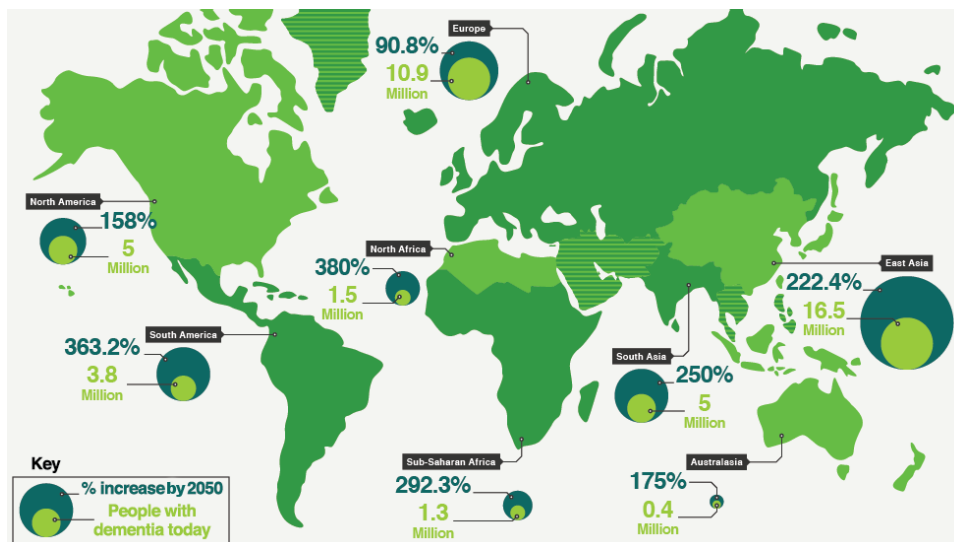 Europe
90.8%
10.9
Million
North America
158%
5
Million
North Africa
380%
1.5
Million
East Asia
222.4%
16.5
Million
South America
363.2%
3.8
Million
South Asia
250%
5
Million
Sub-Saharan Africa
292.3%
1.3
Million
Australasia
175%
0.4
Million
Key
% increase by 2050
People with
dementia today